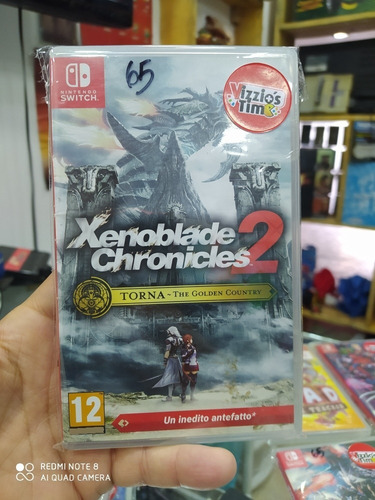 65
NINTENDO
SWITCH
Vizzio's
Time
Xenoblade
Chronicles 2
TORNA ~ THE GOLDEN COUNTRY
12
Un inedito antefatto*
65
REDMI NOTE 8
AI QUAD CAMERA